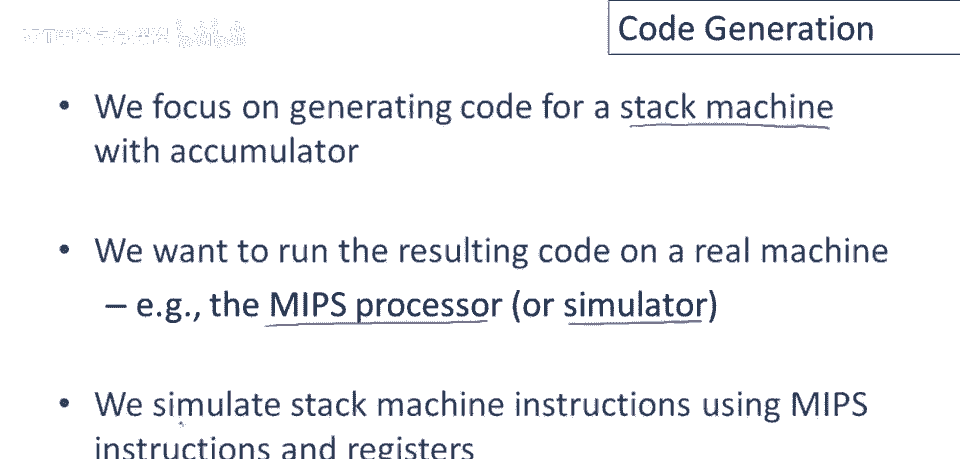 Code Generation
• We focus on generating code for a stack machine
with accumulator
• We want to run the resulting code on a real machine
– e.g., the MIPS processor (or simulator)
• We simulate stack machine instructions using MIPS
instructions and registers